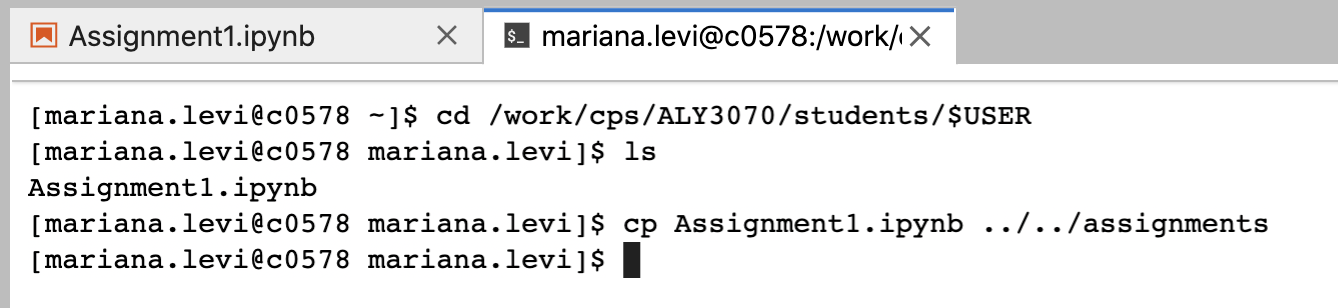 Assignment1.ipynb
mariana.levi@c0578:/work/
[mariana.levi@c0578 ~]$ cd /work/cps/ALY3070/students/$USER
[mariana.levi@c0578 mariana.levi]$ ls
Assignment1.ipynb
[mariana.levi@c0578 mariana.levi]$ cp Assignment1.ipynb ../../assignments
[mariana.levi@c0578 mariana.levi]$